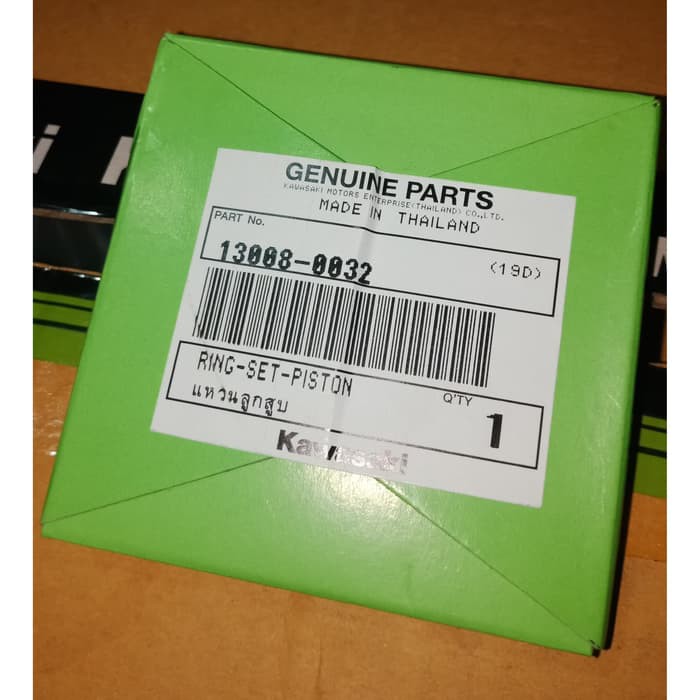 GENUINE PARTS
KAWASAKI MOTORS ENTERPRISE(THAILAND) CO.,LTD.
MADE IN THAILAND
PART No.
13008-0032 (19D)
RING-SET-PISTON
แหวนลูกสูบ
Q'TY
1
Kawasaki